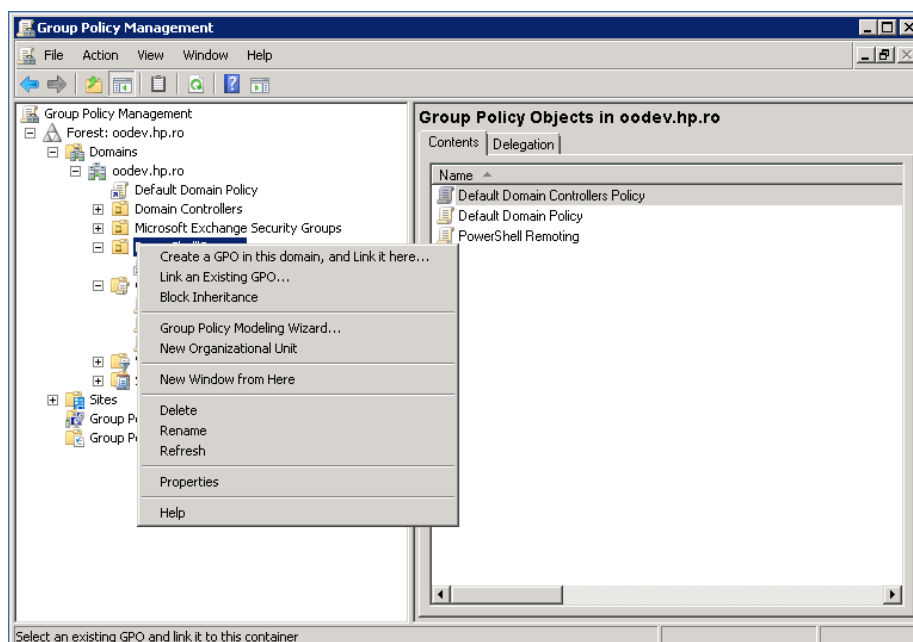 Group Policy Management
File Action View Window Help
Group Policy Management
Forest: oodev.hp.ro
Domains
oodev.hp.ro
Default Domain Policy
Domain Controllers
Microsoft Exchange Security Groups
Sites
Group P
Group P
Create a GPO in this domain, and Link it here...
Link an Existing GPO...
Block Inheritance
Group Policy Modeling Wizard...
New Organizational Unit
New Window from Here
Delete
Rename
Refresh
Properties
Help
Group Policy Objects in oodev.hp.ro
Contents Delegation
Name
Default Domain Controllers Policy
Default Domain Policy
PowerShell Remoting
Select an existing GPO and link it to this container